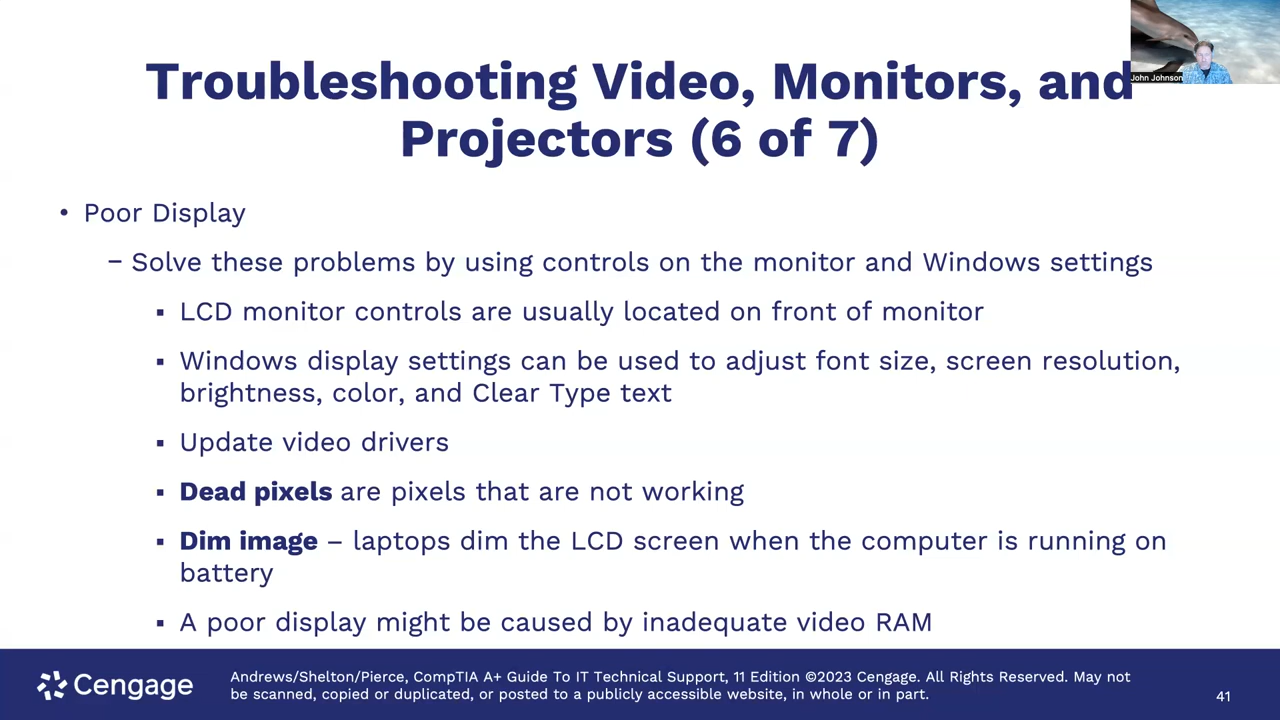 John Johnson
Troubleshooting Video, Monitors, and
Projectors (6 of 7)
• Poor Display
– Solve these problems by using controls on the monitor and Windows settings
▪ LCD monitor controls are usually located on front of monitor
▪ Windows display settings can be used to adjust font size, screen resolution,
brightness, color, and Clear Type text
▪ Update video drivers
▪ Dead pixels are pixels that are not working
▪ Dim image – laptops dim the LCD screen when the computer is running on
battery
▪ A poor display might be caused by inadequate video RAM
Cengage
Andrews/Shelton/Pierce, CompTIA A+ Guide To IT Technical Support, 11 Edition ©2023 Cengage. All Rights Reserved. May not
be scanned, copied or duplicated, or posted to a publicly accessible website, in whole or in part.
41